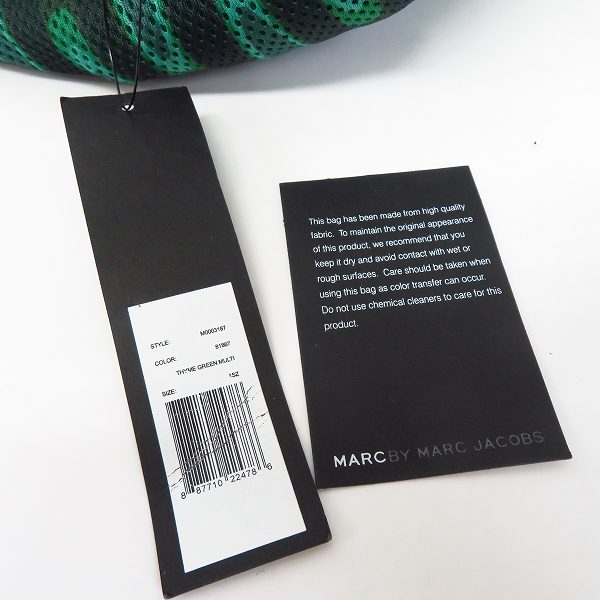 STYLE: M0003187
COLOR: 81987
THYME GREEN MULTI
SIZE: 1SZ
8 87710 22478 6
This bag has been made from high quality
fabric. To maintain the original appearance
of this product, we recommend that you
keep it dry and avoid contact with wet or
rough surfaces. Care should be taken when
using this bag as color transfer can occur.
Do not use chemical cleaners to care for this
product.
MARC BY MARC JACOBS